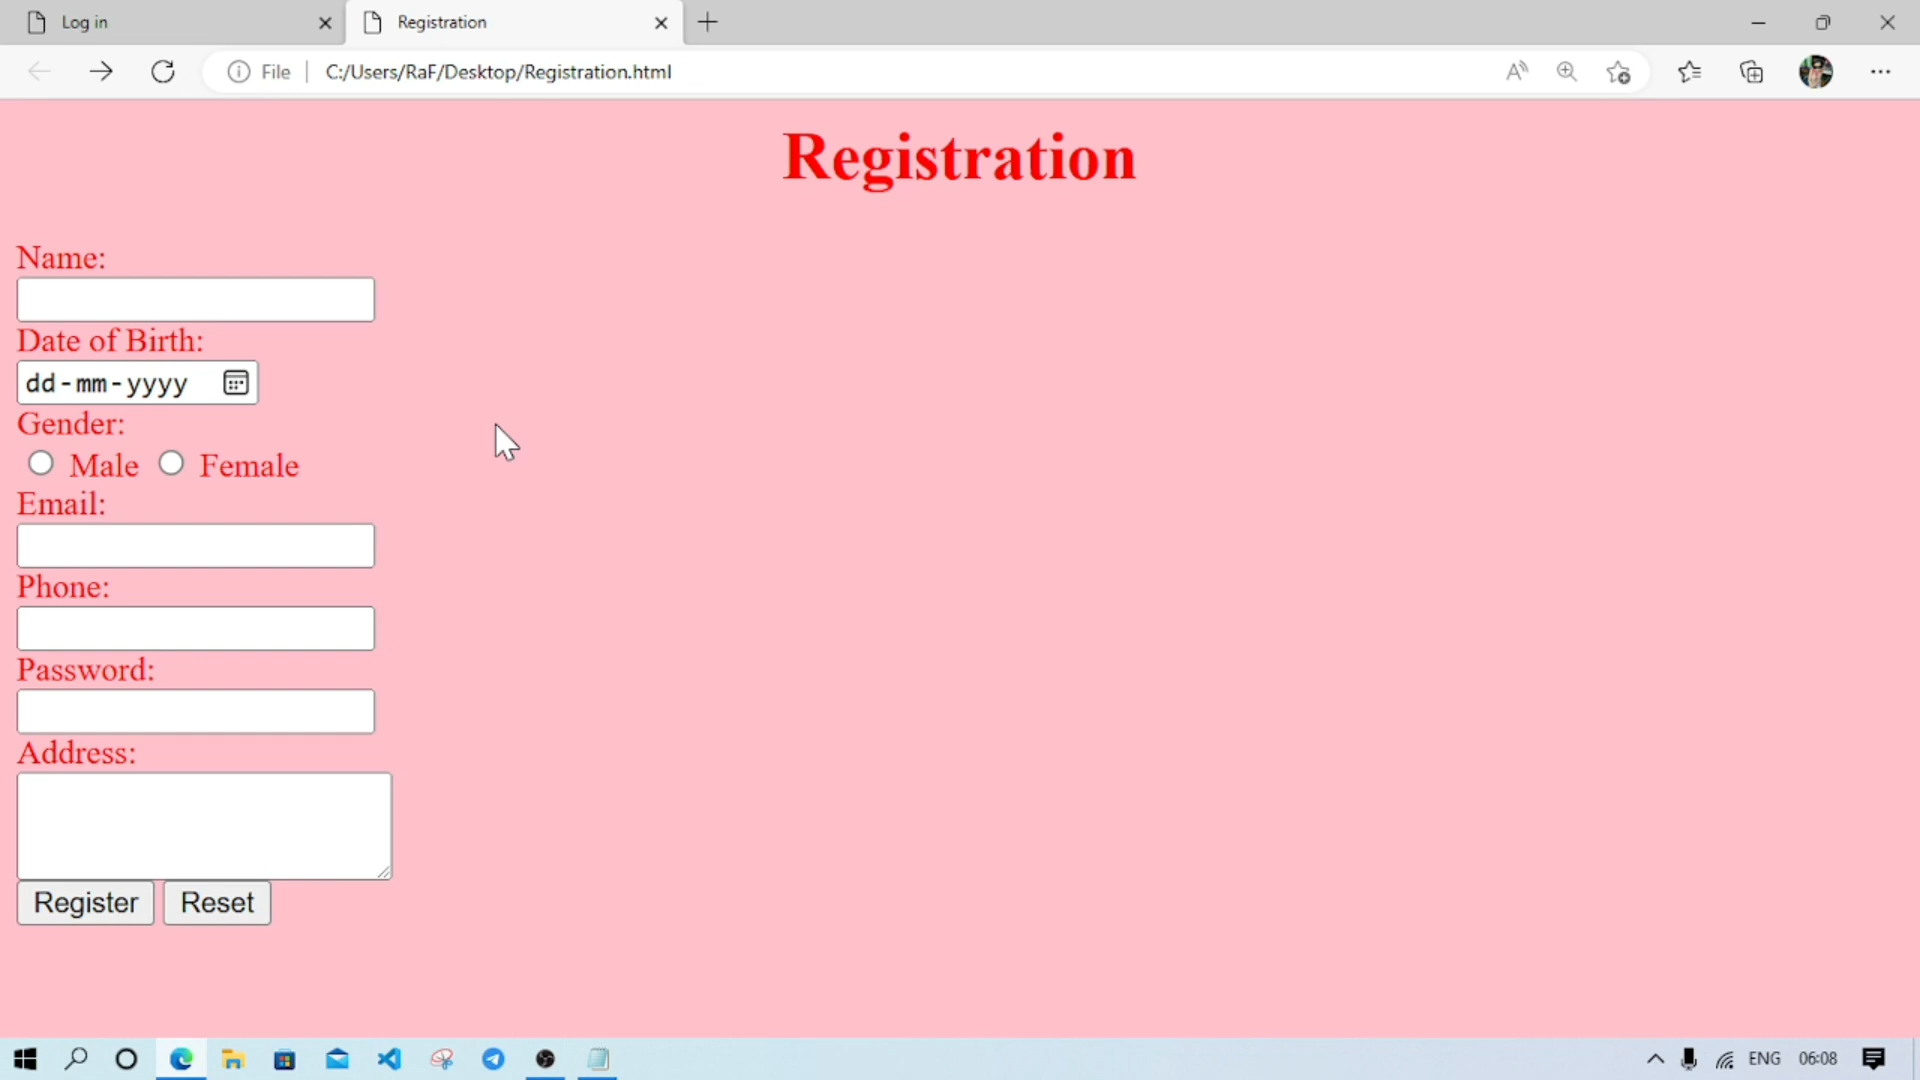 Log in
Registration
File
C:/Users/RaF/Desktop/Registration.html
Registration
Name:
Date of Birth:
dd-mm-yyyy
Gender:
Male Female
Email:
Phone:
Password:
Address:
Register Reset
ENG 06:08